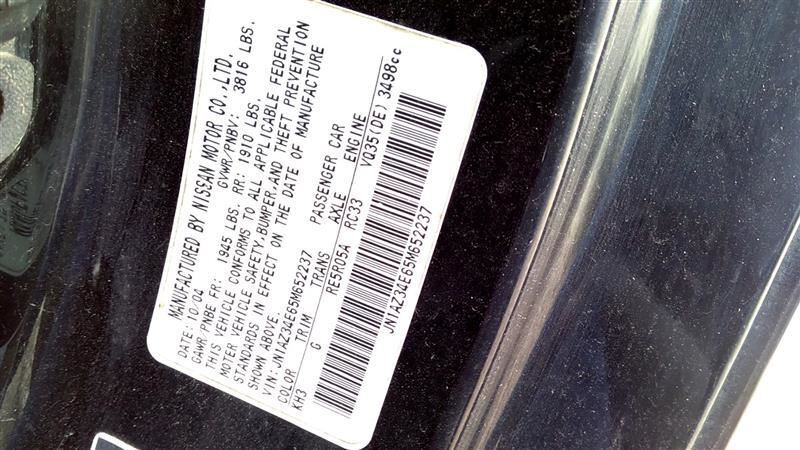 MANUFACTURED BY NISSAN MOTOR CO.,LTD.
DATE: 10/04 GVWR/PNBV: 3816 LBS.
GAWR/PNBE FR: 1945 LBS. RR: 1910 LBS.
THIS VEHICLE CONFORMS TO ALL APPLICABLE FEDERAL
MOTER VEHICLE SAFETY,BUMPER,AND THEFT PREVENTION
STANDARDS IN EFFECT ON THE DATE OF MANUFACTURE
SHOWN ABOVE.
VIN: JN1AZ34E65M652237 PASSENGER CAR
COLOR TRIM TRANS AXLE ENGINE
KH3 G RE5R05A RC33 VQ35(DE) 3498cc
JN1AZ34E65M652237